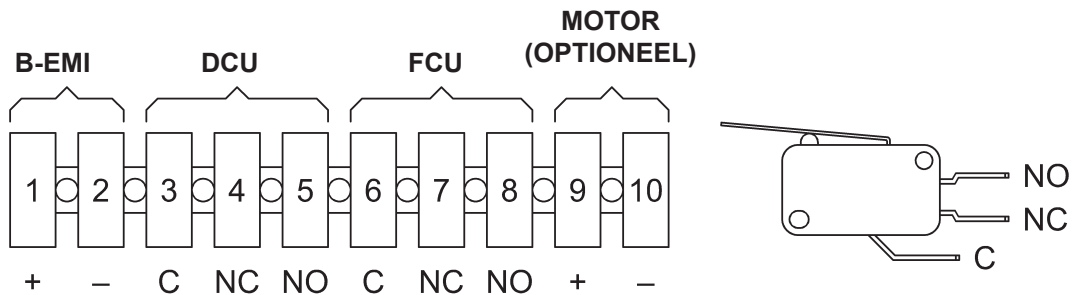 MOTOR
(OPTIONEEL)
B-EMI DCU FCU
1 2 3 4 5 6 7 8 9 10
+ – C NC NO C NC NO + –
NO
NC
C